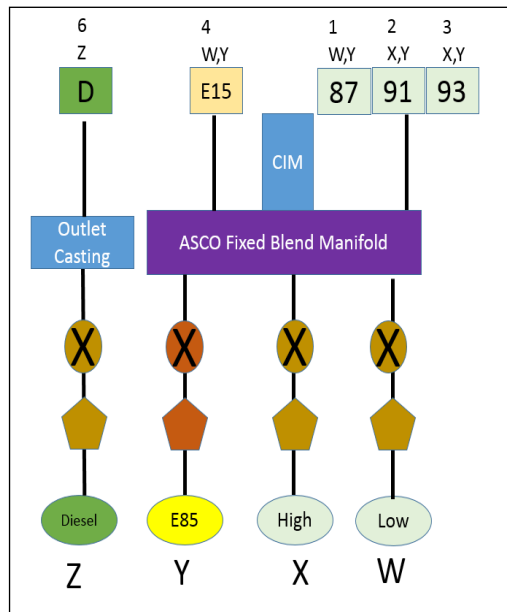 6 4 1 2 3
Z W,Y W,Y X,Y X,Y
D E15 87 91 93
CIM
Outlet
Casting
ASCO Fixed Blend Manifold
X X X X
Diesel E85 High Low
Z Y X W